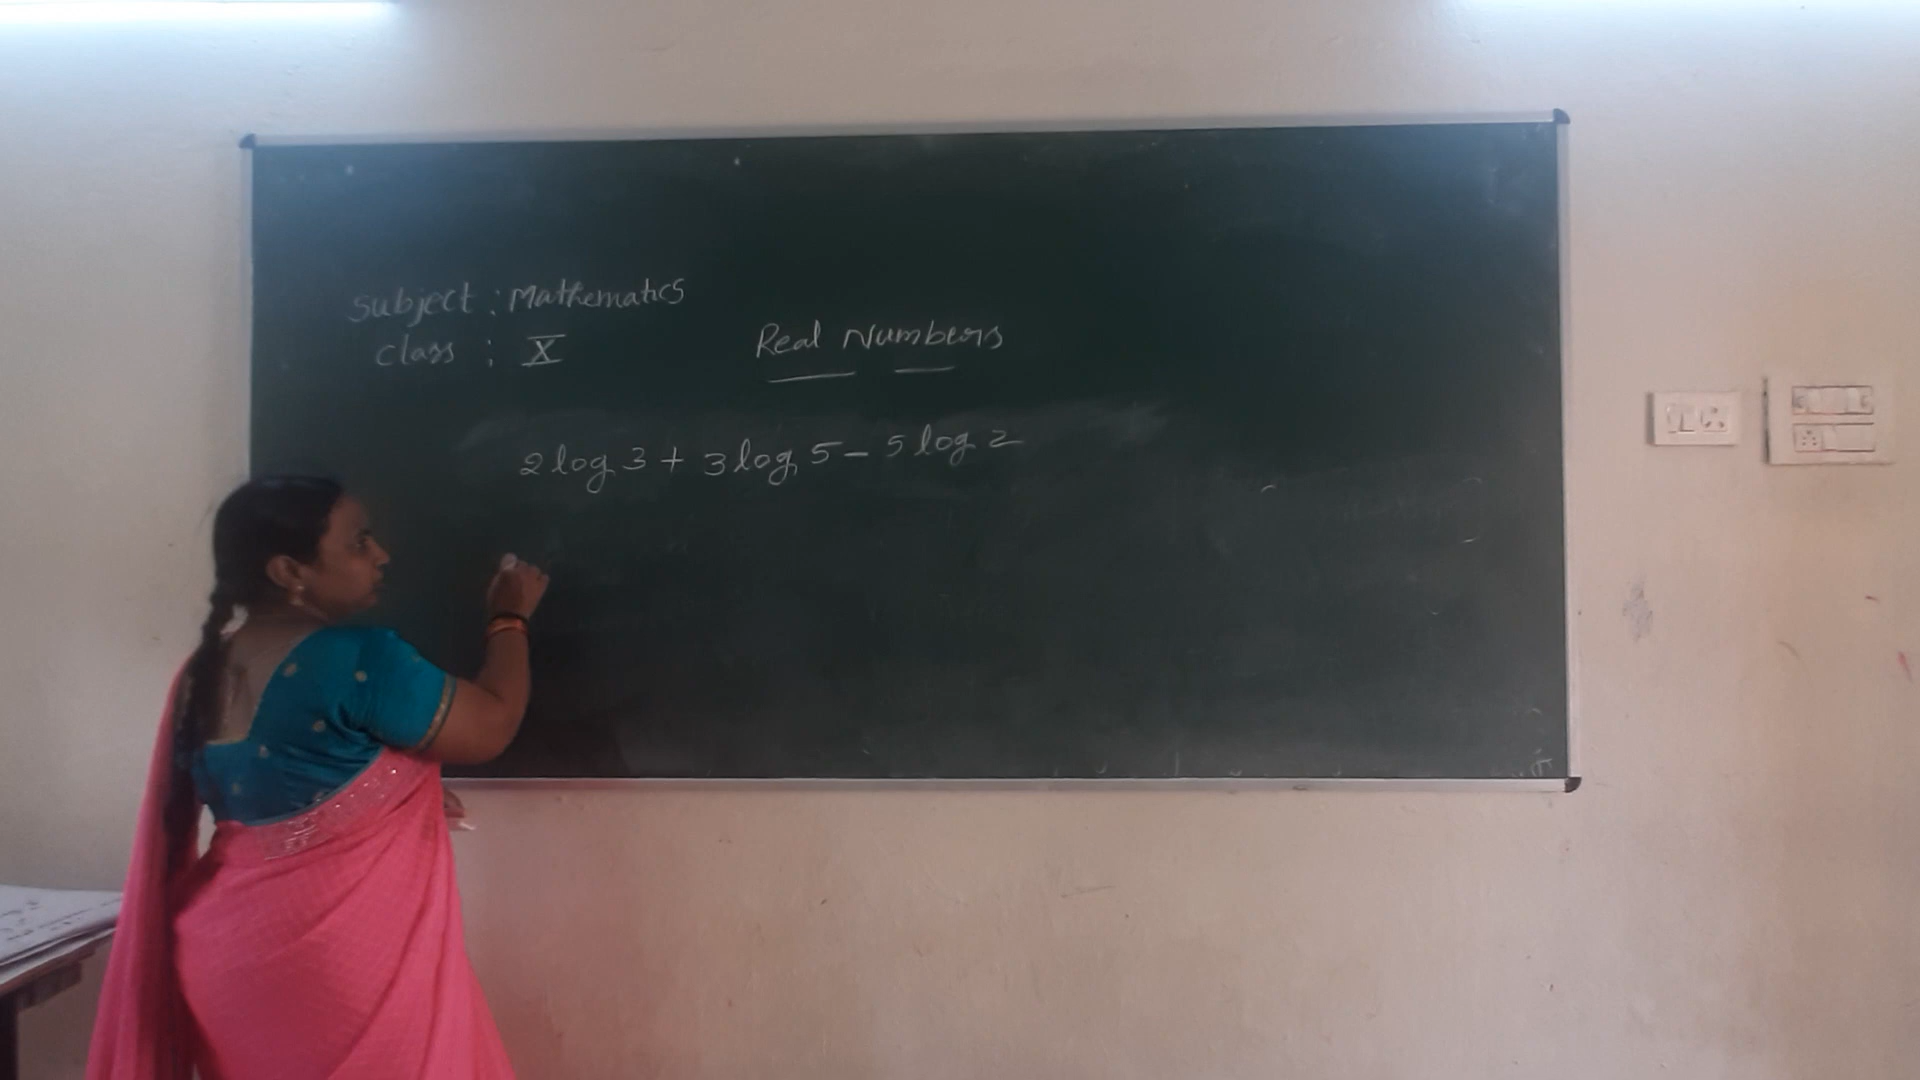 Subject : Mathematics
Class : X
Real Numbers
2 log 3 + 3 log 5 - 5 log 2